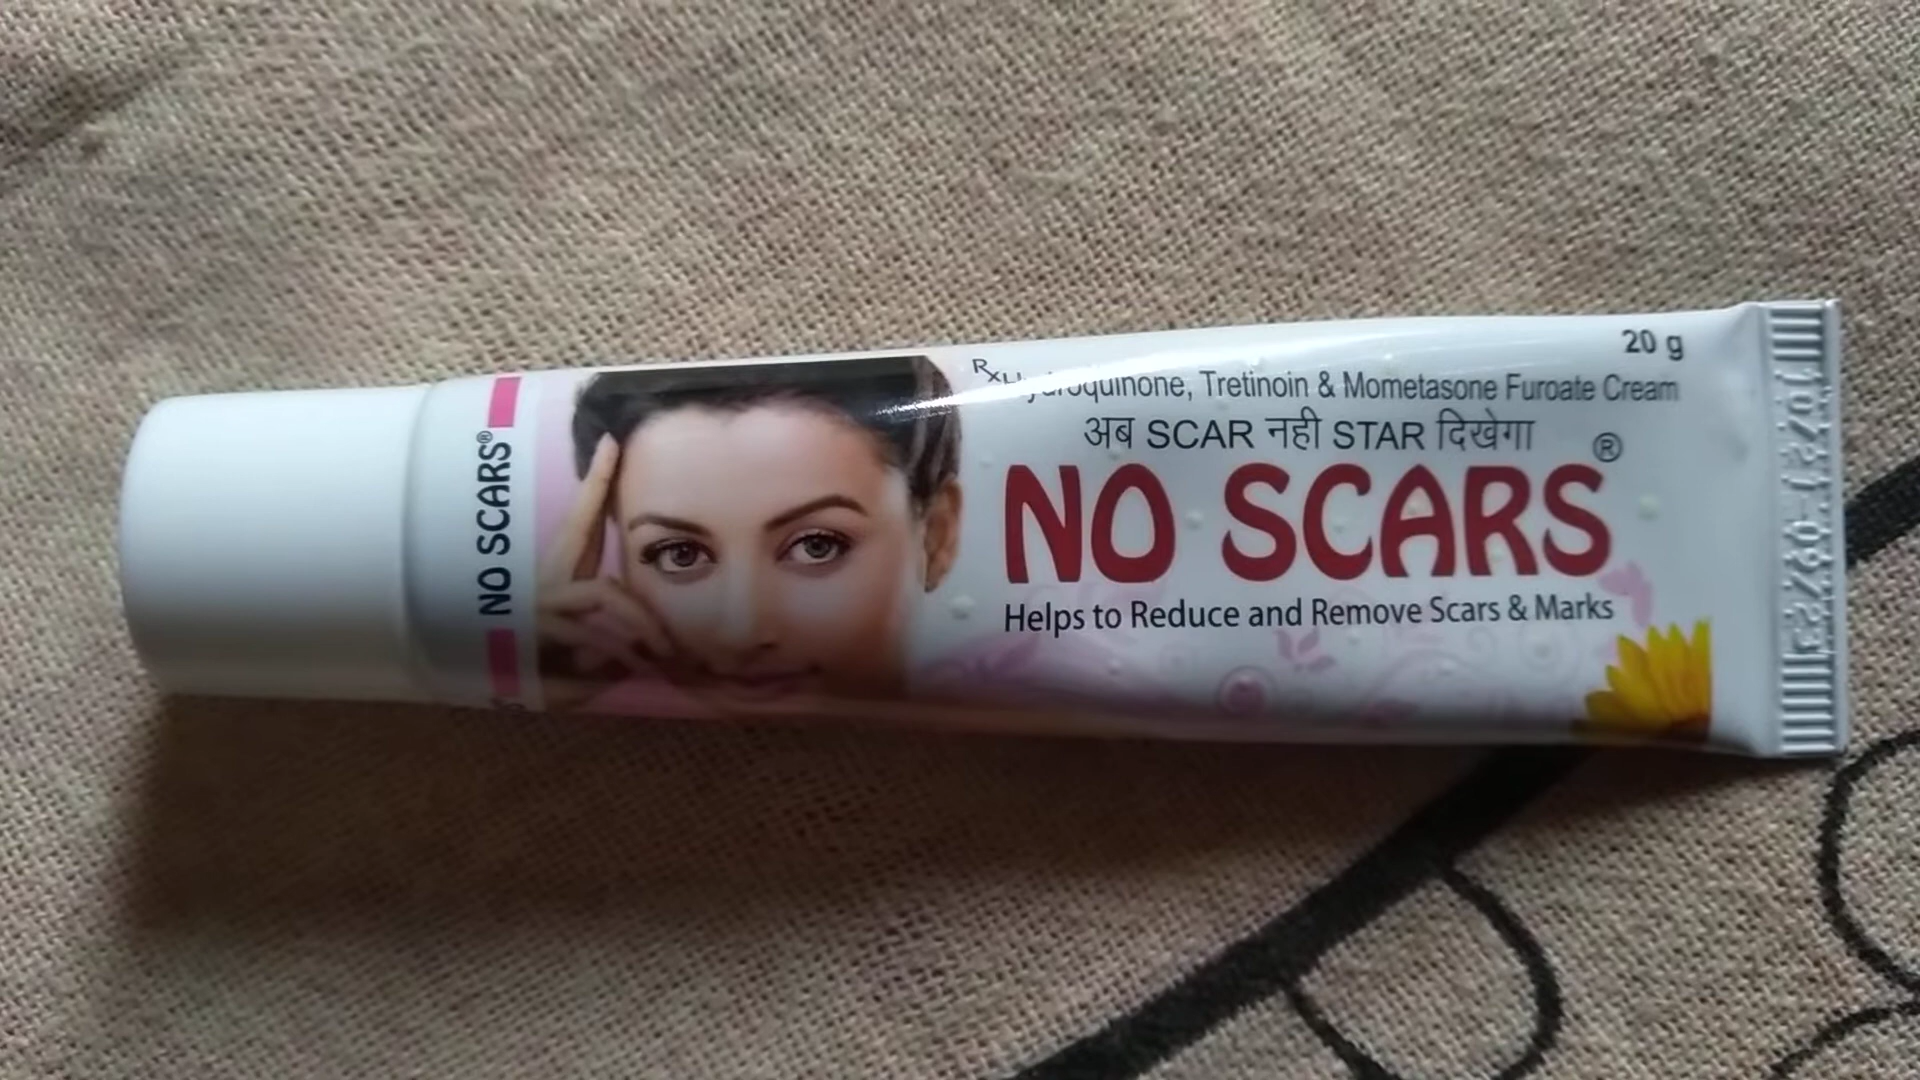 NO SCARS®
20 g
Rx Hydroquinone, Tretinoin & Mometasone Furoate Cream
अब SCAR नही STAR दिखेगा
NO SCARS®
Helps to Reduce and Remove Scars & Marks